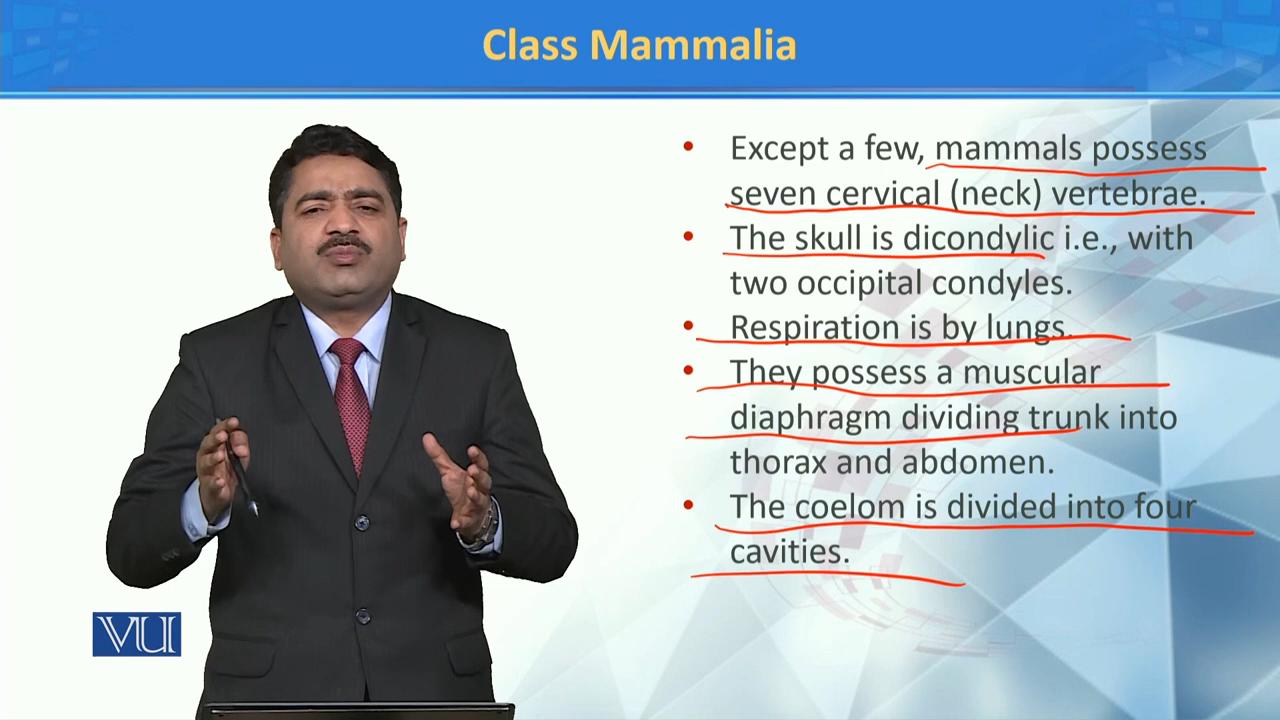 Class Mammalia
• Except a few, mammals possess
seven cervical (neck) vertebrae.
• The skull is dicondylic i.e., with
two occipital condyles.
• Respiration is by lungs.
• They possess a muscular
diaphragm dividing trunk into
thorax and abdomen.
• The coelom is divided into four
cavities.
VU